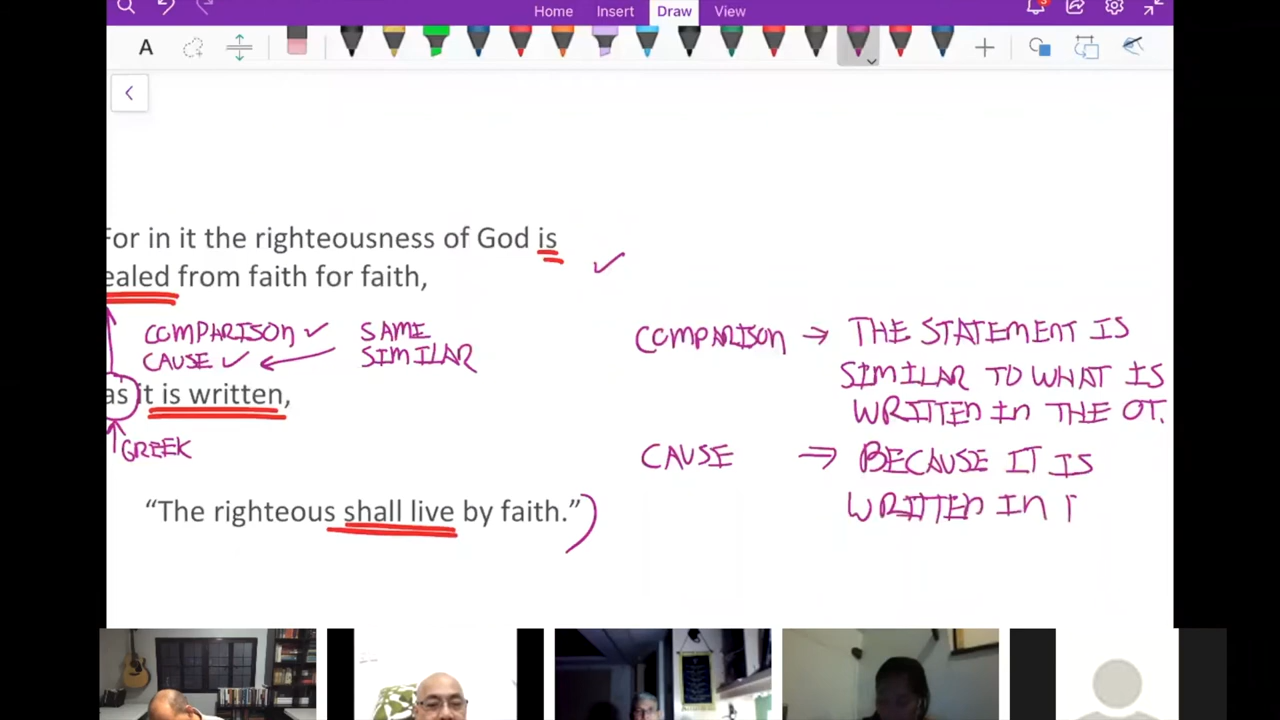 Home Insert Draw View
A
For in it the righteousness of God is
ealed from faith for faith,
COMPARISON SAME
CAUSE SIMILAR
as it is written,
GREEK
“The righteous shall live by faith.”
COMPARISON → THE STATEMENT IS
SIMILAR TO WHAT IS
WRITTEN IN THE OT.
CAUSE ⇒ BECAUSE IT IS
WRITTEN IN